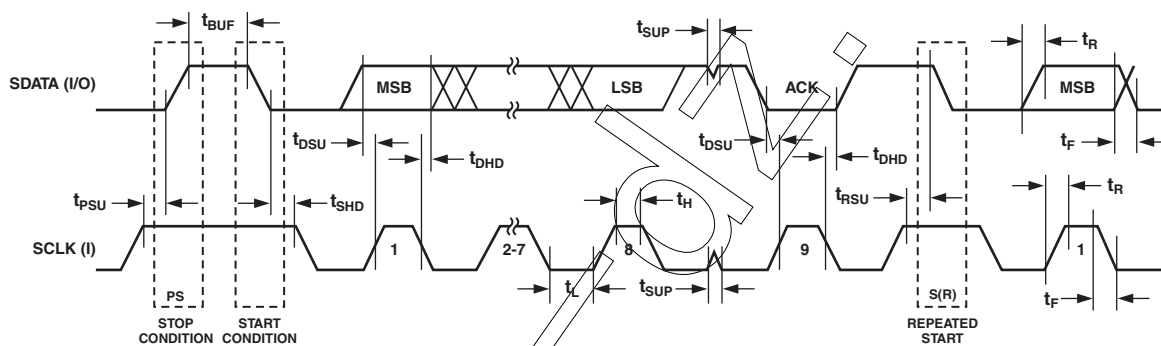 tBUF
tSUP
tR
SDATA (I/O)
MSB
LSB
ACK
MSB
tDSU
tDHD
tDSU
tDHD
tF
tPSU
tSHD
tH
tRSU
tR
SCLK (I)
1
2-7
8
9
1
PS
tL
tSUP
S(R)
tF
STOP
CONDITION
START
CONDITION
REPEATED
START